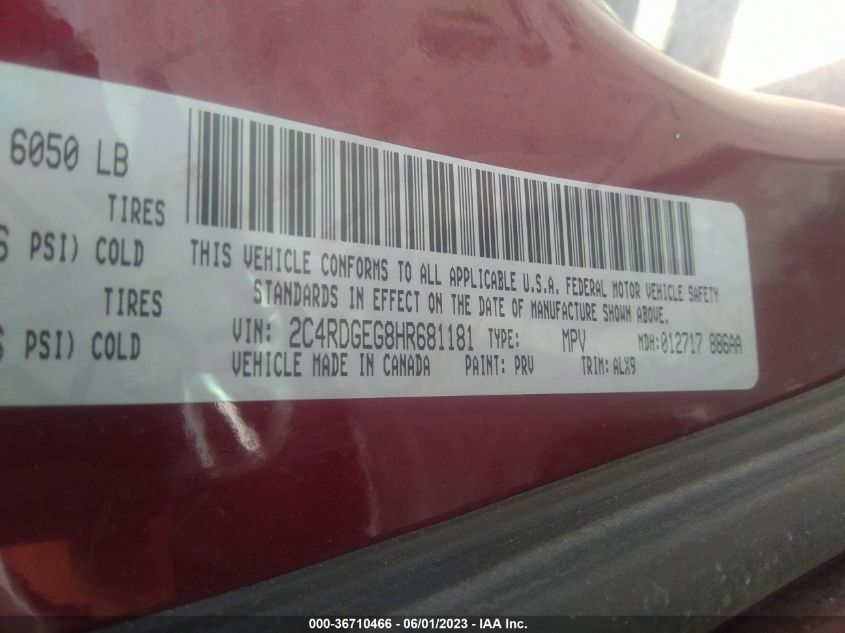 6050 LB
TIRES
PSI) COLD
THIS VEHICLE CONFORMS TO ALL APPLICABLE U.S.A. FEDERAL MOTOR VEHICLE SAFETY
STANDARDS IN EFFECT ON THE DATE OF MANUFACTURE SHOWN ABOVE.
TIRES
PSI) COLD
VIN: 2C4RDGEG8HR681181 TYPE: MPV MDH:012717 886AA
VEHICLE MADE IN CANADA PAINT: PRV TRIM: ALX9
000-36710466 / 06/01/2023 / IAA Inc.